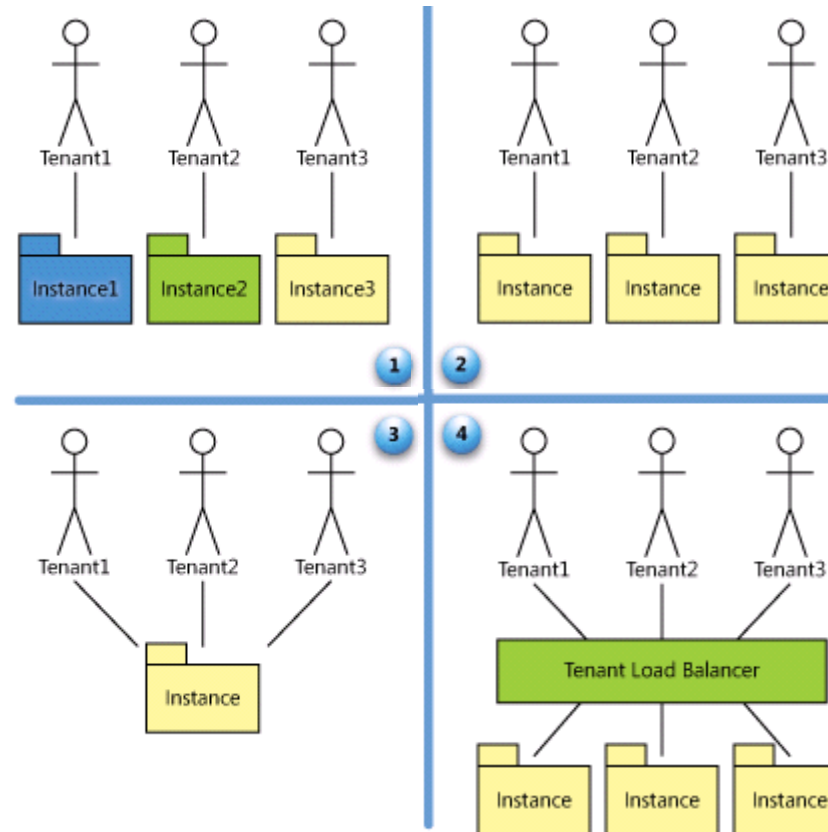 Tenant1 Tenant2 Tenant3
Instance1 Instance2 Instance3
1
Tenant1 Tenant2 Tenant3
Instance Instance Instance
2
3
Tenant1 Tenant2 Tenant3
Instance
4
Tenant1 Tenant2 Tenant3
Tenant Load Balancer
Instance Instance Instance